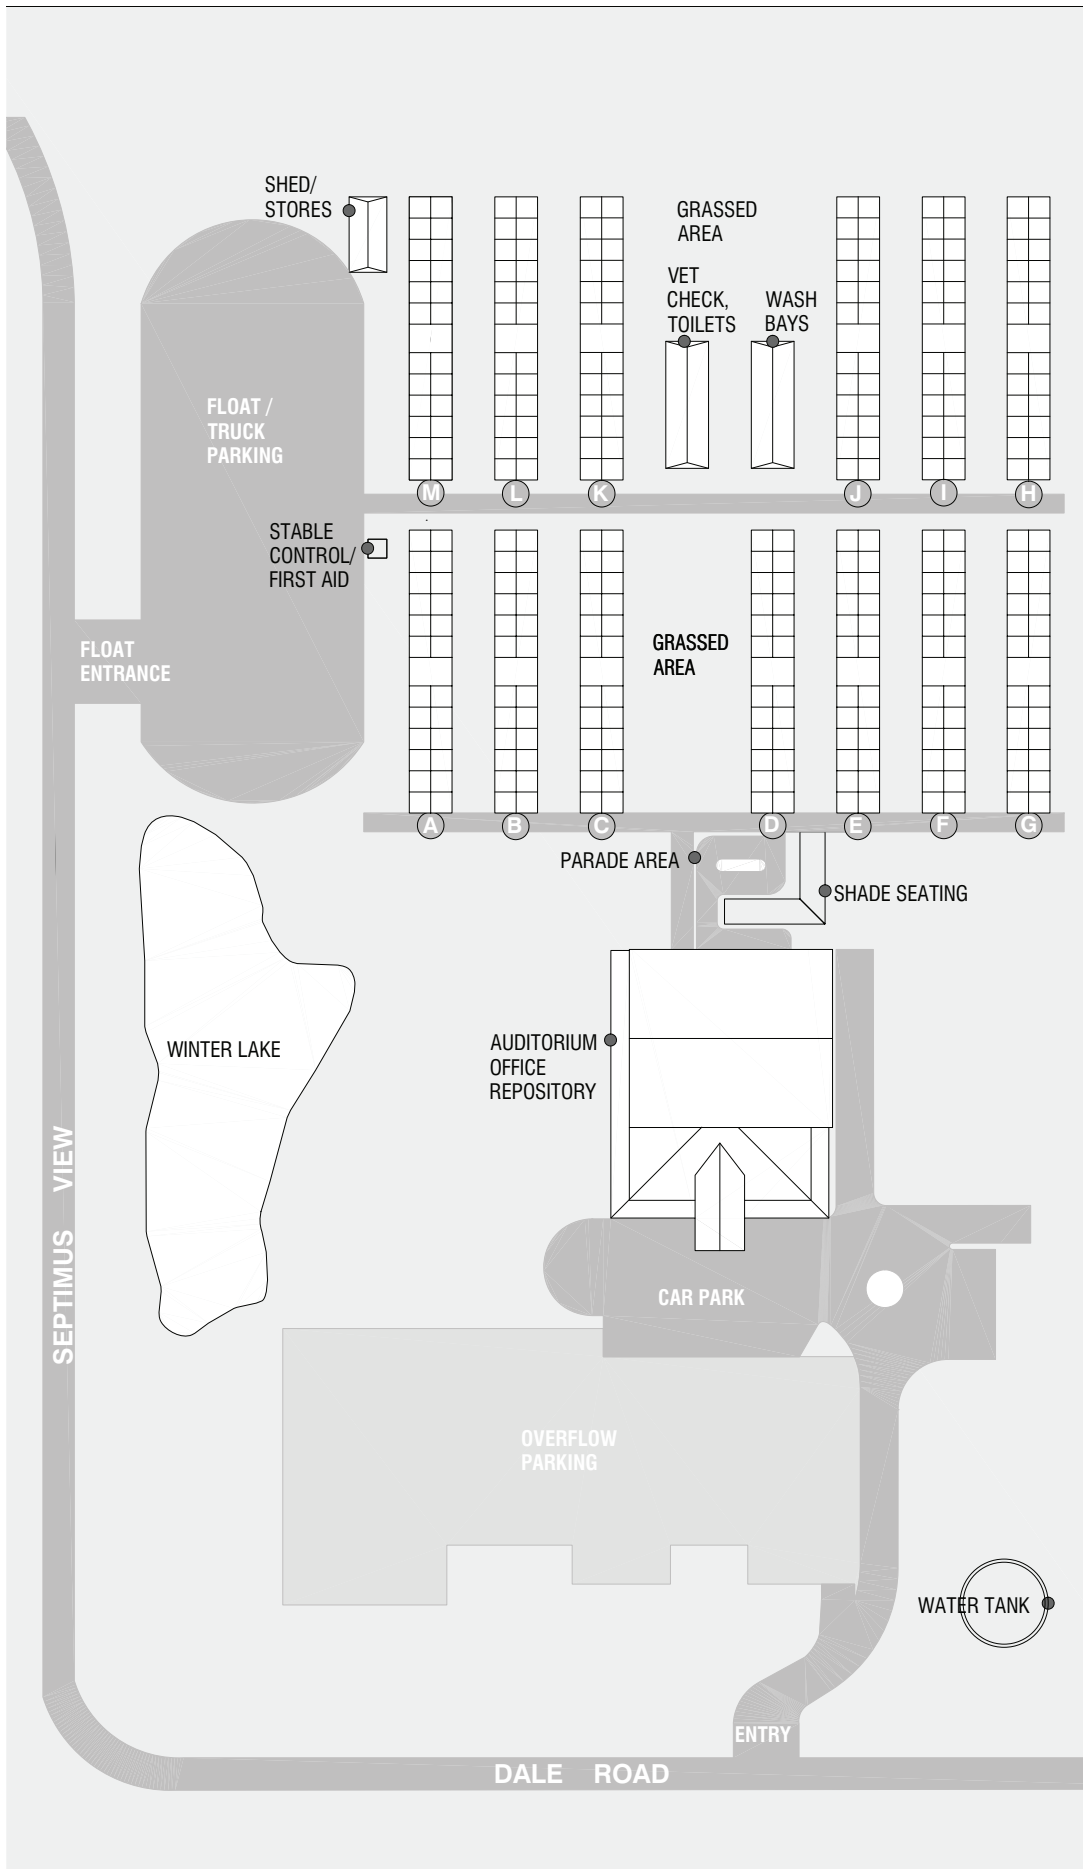 SHED/
STORES
GRASSED
AREA
VET
CHECK,
TOILETS
WASH
BAYS
FLOAT /
TRUCK
PARKING
M
L
K
J
I
H
STABLE
CONTROL/
FIRST AID
FLOAT
ENTRANCE
GRASSED
AREA
A
B
C
D
E
F
G
PARADE AREA
SHADE SEATING
WINTER LAKE
AUDITORIUM
OFFICE
REPOSITORY
SEPTIMUS VIEW
CAR PARK
OVERFLOW
PARKING
WATER TANK
ENTRY
DALE ROAD